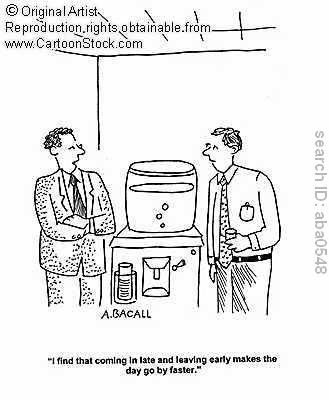 © Original Artist
Reproduction rights obtainable from
www.CartoonStock.com
search ID: aba0548
A.BACALL
"I find that coming in late and leaving early makes the
day go by faster."